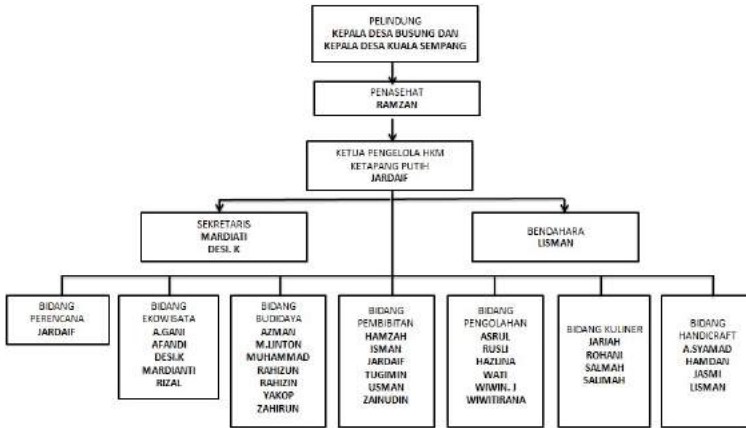 PELINDUNG
KEPALA DESA BUSUNG DAN
KEPALA DESA KUALA SEMPANG
PENASEHAT
RAMZAN
KETUA PENGELOLA HKM
KETAPANG PUTIH
JARDAIF
SEKRETARIS
MARDIATI
DESI. K
BENDAHARA
LISMAN
BIDANG
PERENCANA
JARDAIF
BIDANG
EKOWISATA
A.GANI
AFANDI
DESI.K
MARDIANTI
RIZAL
BIDANG
BUDIDAYA
AZMAN
M.LINTON
MUHAMMAD
RAHIZUN
RAHIZIN
YAKOP
ZAHIRUN
BIDANG
PEMBIBITAN
HAMZAH
ISMAN
JARDAIF
TUGIMIN
USMAN
ZAINUDIN
BIDANG
PENGOLAHAN
ASRUL
RUSLI
HAZLINA
WATI
WIWIN. J
WIWITIRANA
BIDANG KULINER
JARIAH
ROHANI
SALMAH
SALIMAH
BIDANG
HANDICRAFT
A.SYAMAD
HAMDAN
JASMI
LISMAN